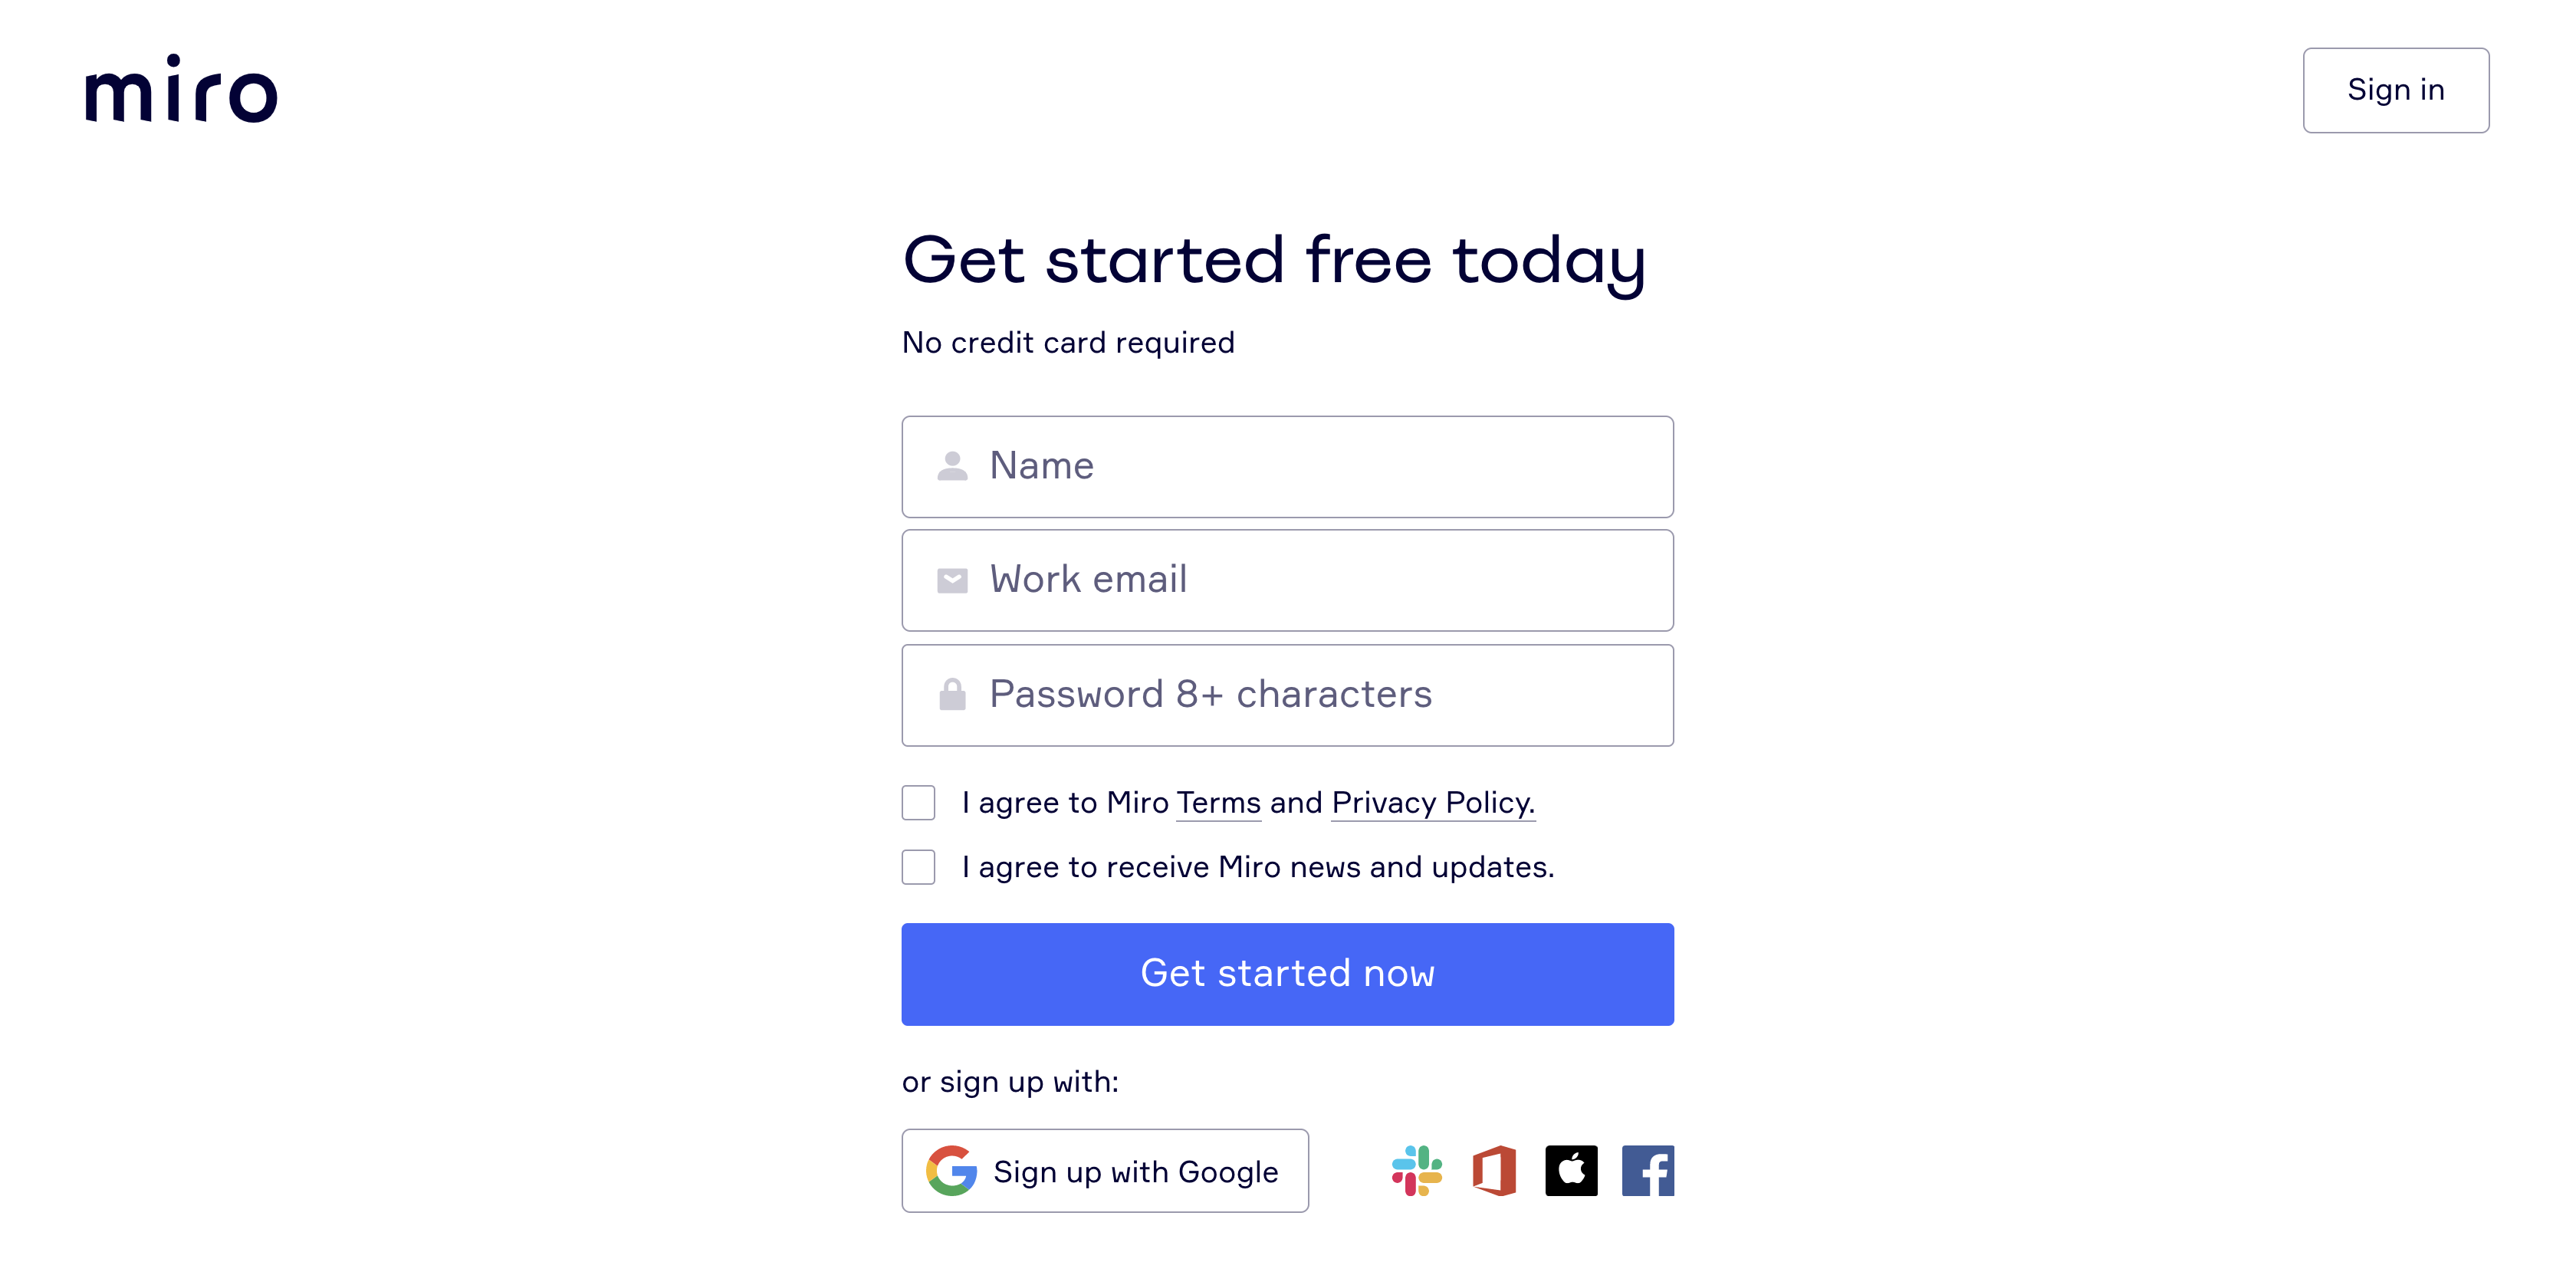 miro
Sign in
Get started free today
No credit card required
Name
Work email
Password 8+ characters
I agree to Miro Terms and Privacy Policy.
I agree to receive Miro news and updates.
Get started now
or sign up with:
Sign up with Google